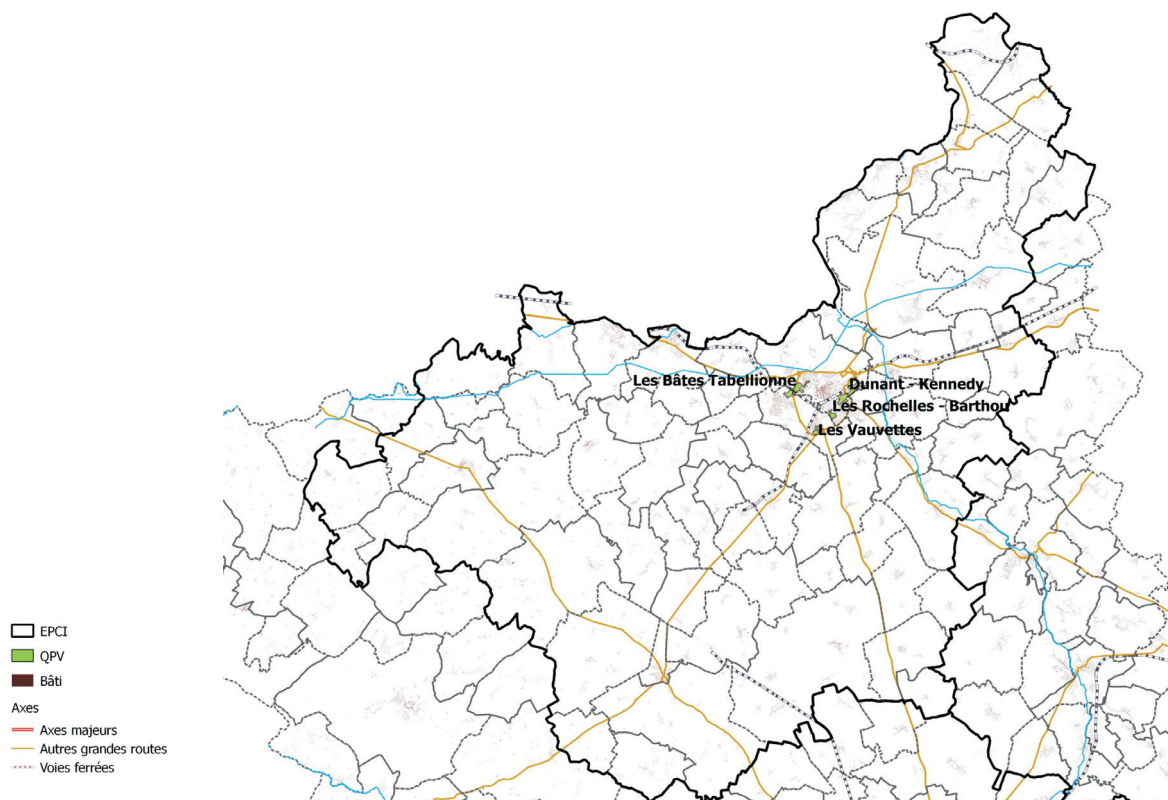 Les Bâtes Tabellionne
Dunant - Kennedy
Les Rochelles - Barthou
Les Vauvettes
EPCI
QPV
Bâti
Axes
Axes majeurs
Autres grandes routes
Voies ferrées